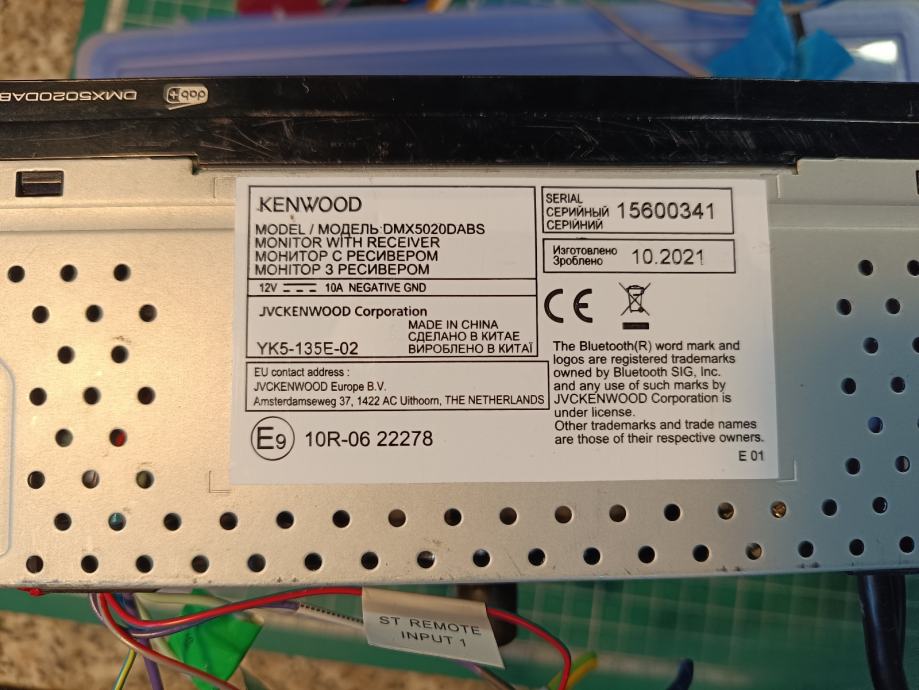 DMX5020DAB
dab+
KENWOOD
MODEL / МОДЕЛЬ:DMX5020DABS
MONITOR WITH RECEIVER
МОНИТОР С РЕСИВЕРОМ
МОНІТОР З РЕСИВЕРОМ
12V 10A NEGATIVE GND
JVCKENWOOD Corporation
MADE IN CHINA
СДЕЛАНО В КИТАЕ
YK5-135E-02 ВИРОБЛЕНО В КИТАЇ
EU contact address :
JVCKENWOOD Europe B.V.
Amsterdamseweg 37, 1422 AC Uithoorn, THE NETHERLANDS
E9 10R-06 22278
SERIAL
СЕРИЙНЫЙ 15600341
СЕРІЙНИЙ
Изготовлено
Зроблено 10.2021
CE
The Bluetooth(R) word mark and
logos are registered trademarks
owned by Bluetooth SIG, Inc.
and any use of such marks by
JVCKENWOOD Corporation is
under license.
Other trademarks and trade names
are those of their respective owners.
E 01
ST REMOTE
INPUT 1